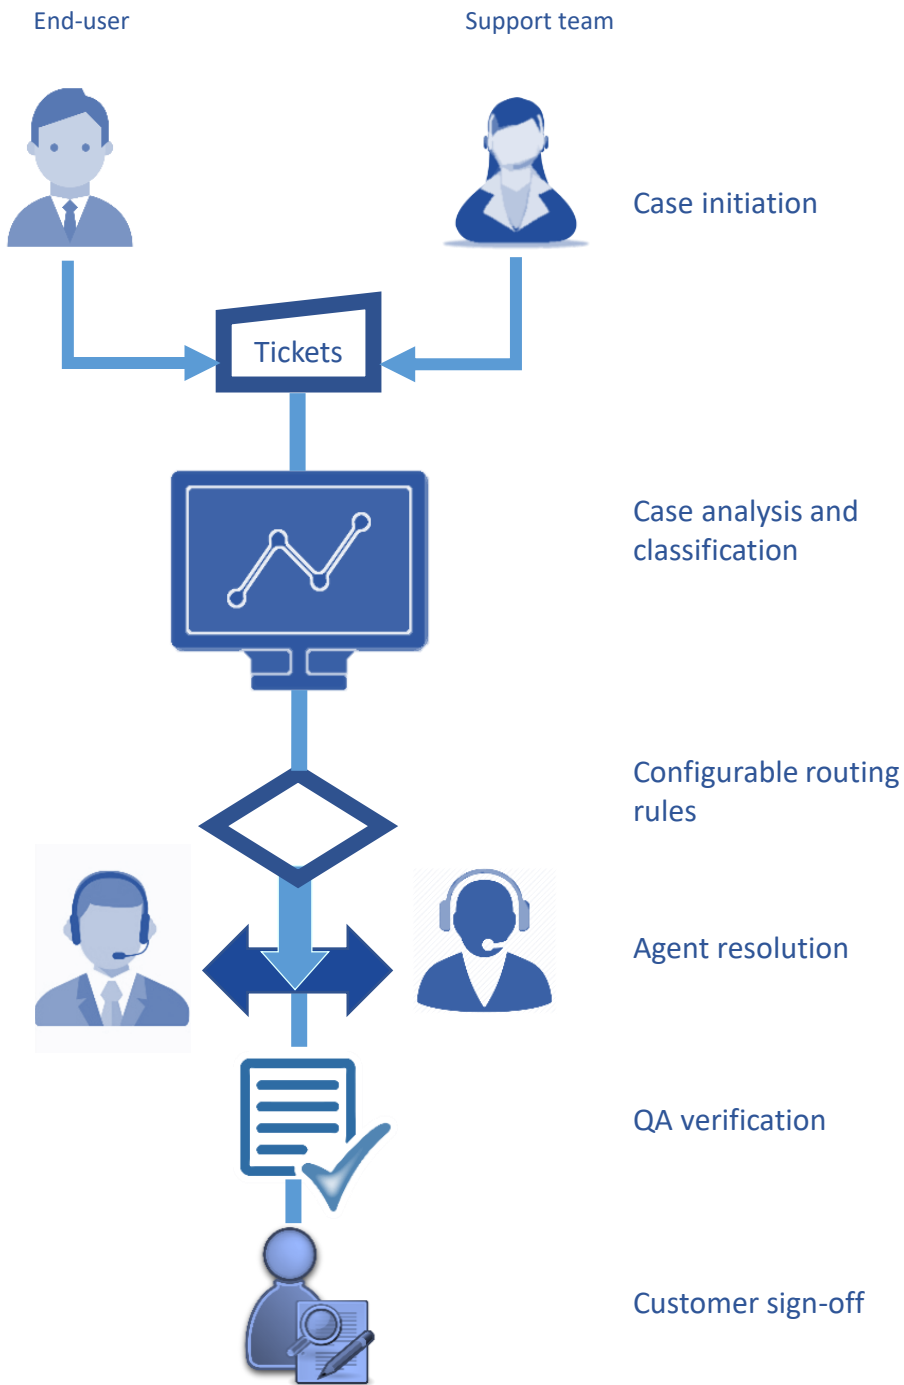 End-user
Support team
Case initiation
Tickets
Case analysis and
classification
Configurable routing
rules
Agent resolution
QA verification
Customer sign-off